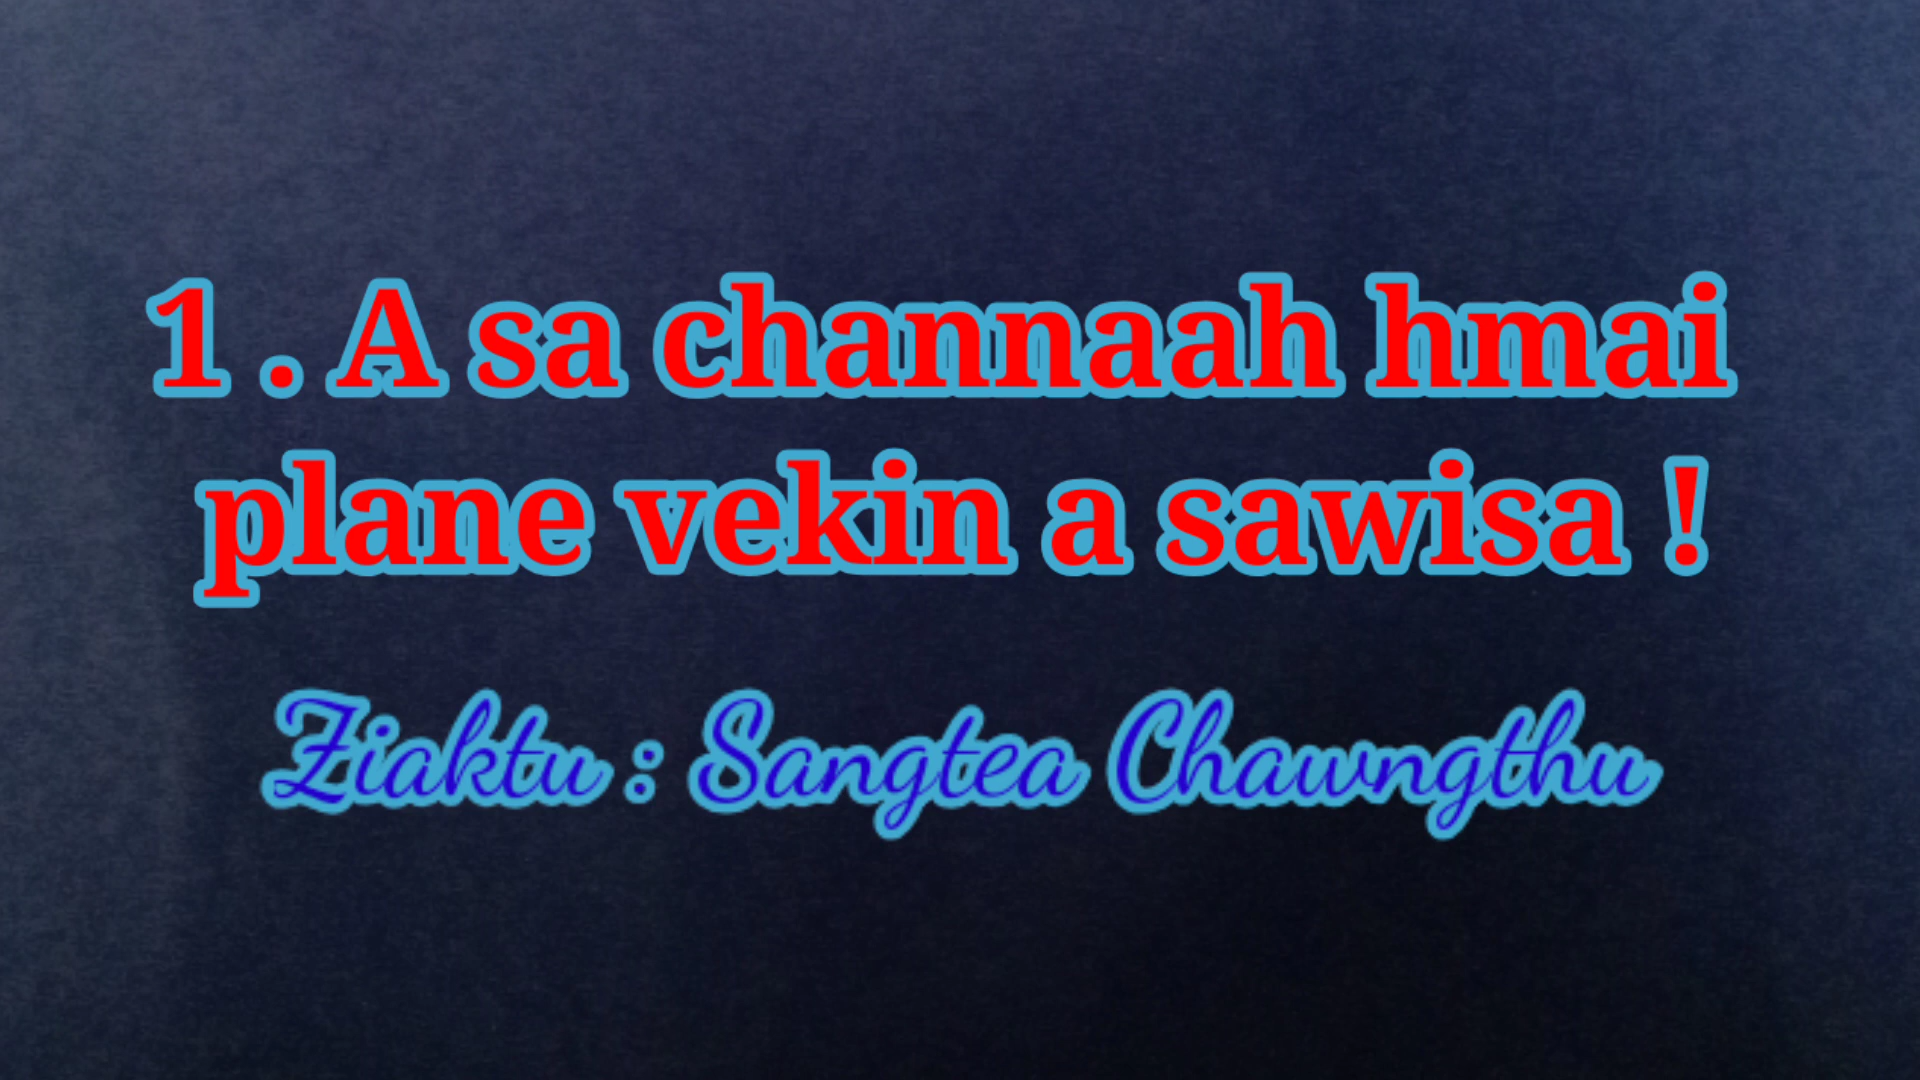 1 . A sa channaah hmai
plane vekin a sawisa !
Ziaktu : Sangtea Chawngthu